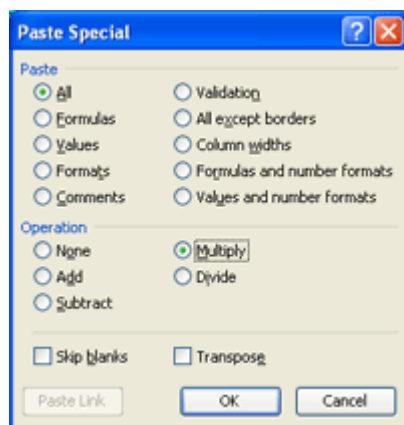 Paste Special
Paste
All
Validation
Formulas
All except borders
Values
Column widths
Formats
Formulas and number formats
Comments
Values and number formats
Operation
None
Multiply
Add
Divide
Subtract
Skip blanks
Transpose
Paste Link
OK
Cancel